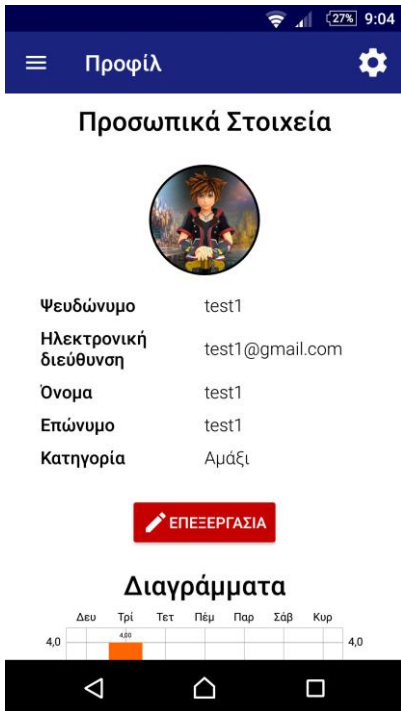 27% 9:04
Προφίλ
Προσωπικά Στοιχεία
Ψευδώνυμο test1
Ηλεκτρονική
διεύθυνση test1@gmail.com
Όνομα test1
Επώνυμο test1
Κατηγορία Αμάξι
ΕΠΕΞΕΡΓΑΣΙΑ
Διαγράμματα
Δευ Τρί Τετ Πέμ Παρ Σάβ Κυρ
4,00
4,0 4,0